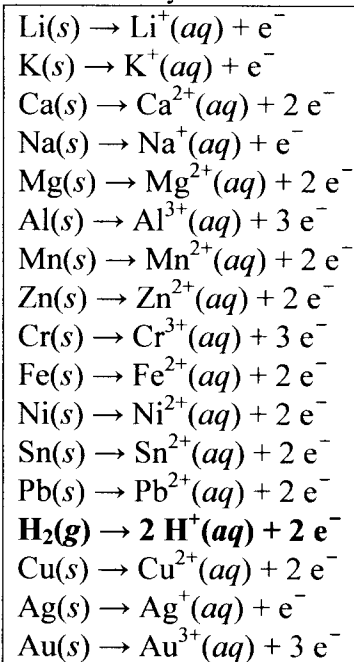 Li(s) → Li⁺(aq) + e⁻
K(s) → K⁺(aq) + e⁻
Ca(s) → Ca²⁺(aq) + 2 e⁻
Na(s) → Na⁺(aq) + e⁻
Mg(s) → Mg²⁺(aq) + 2 e⁻
Al(s) → Al³⁺(aq) + 3 e⁻
Mn(s) → Mn²⁺(aq) + 2 e⁻
Zn(s) → Zn²⁺(aq) + 2 e⁻
Cr(s) → Cr³⁺(aq) + 3 e⁻
Fe(s) → Fe²⁺(aq) + 2 e⁻
Ni(s) → Ni²⁺(aq) + 2 e⁻
Sn(s) → Sn²⁺(aq) + 2 e⁻
Pb(s) → Pb²⁺(aq) + 2 e⁻
H₂(g) → 2 H⁺(aq) + 2 e⁻
Cu(s) → Cu²⁺(aq) + 2 e⁻
Ag(s) → Ag⁺(aq) + e⁻
Au(s) → Au³⁺(aq) + 3 e⁻